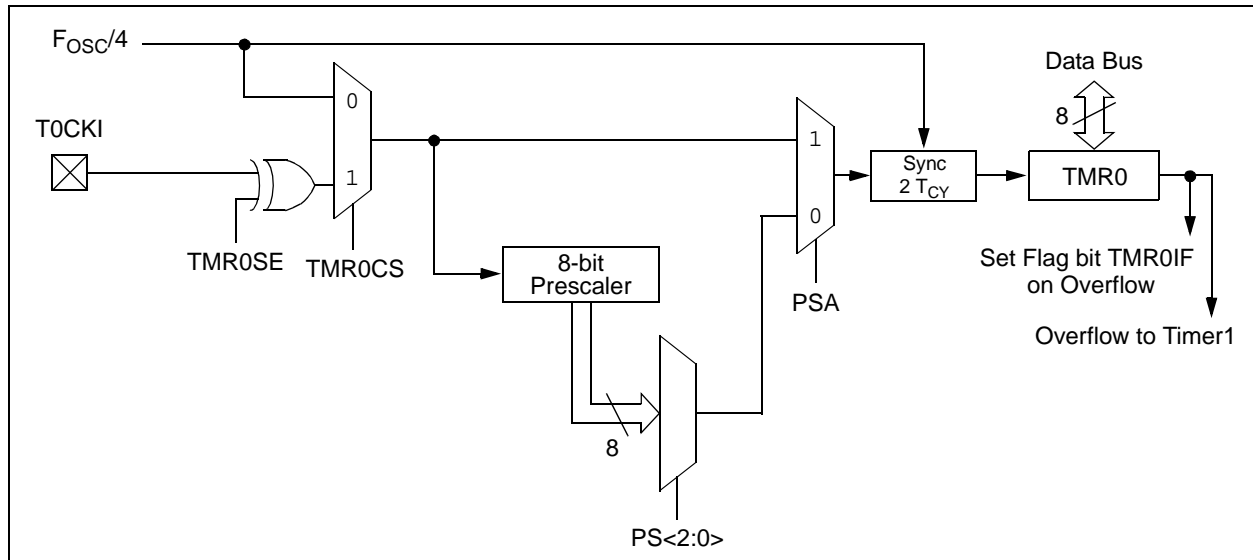 FOSC/4
Data Bus
8
T0CKI
0
1
1
0
Sync
2 TCY
TMR0
TMR0SE
TMR0CS
8-bit
Prescaler
PSA
Set Flag bit TMR0IF
on Overflow
Overflow to Timer1
8
PS<2:0>